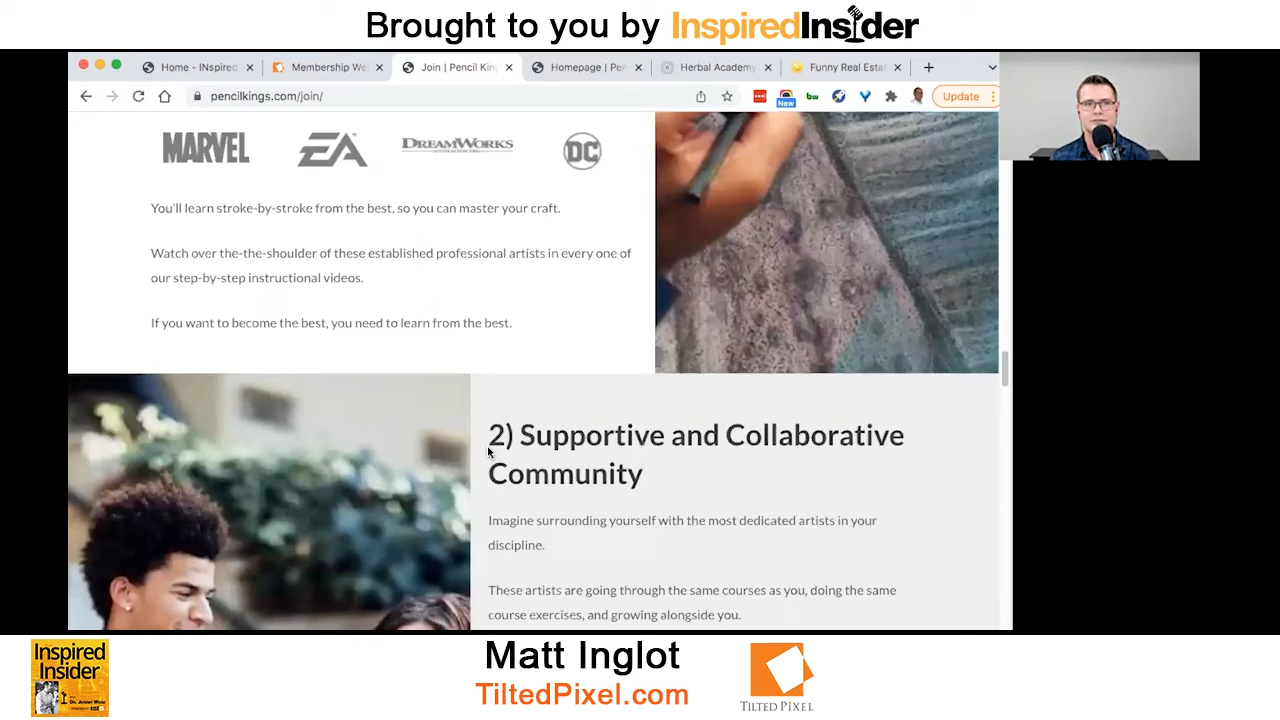 Brought to you by InspiredInsider
Home - INspired
Membership We
Join | Pencil Kin
Homepage | Pen
Herbal Academy
Funny Real Esta
pencilkings.com/join/
New
bw
Update
MARVEL
EA
DREAMWORKS
DC
You'll learn stroke-by-stroke from the best, so you can master your craft.
Watch over the-the-shoulder of these established professional artists in every one of
our step-by-step instructional videos.
If you want to become the best, you need to learn from the best.
2) Supportive and Collaborative
Community
Imagine surrounding yourself with the most dedicated artists in your
discipline.
These artists are going through the same courses as you, doing the same
course exercises, and growing alongside you.
Inspired
Insider
Matt Inglot
TiltedPixel.com
TILTED PIXEL